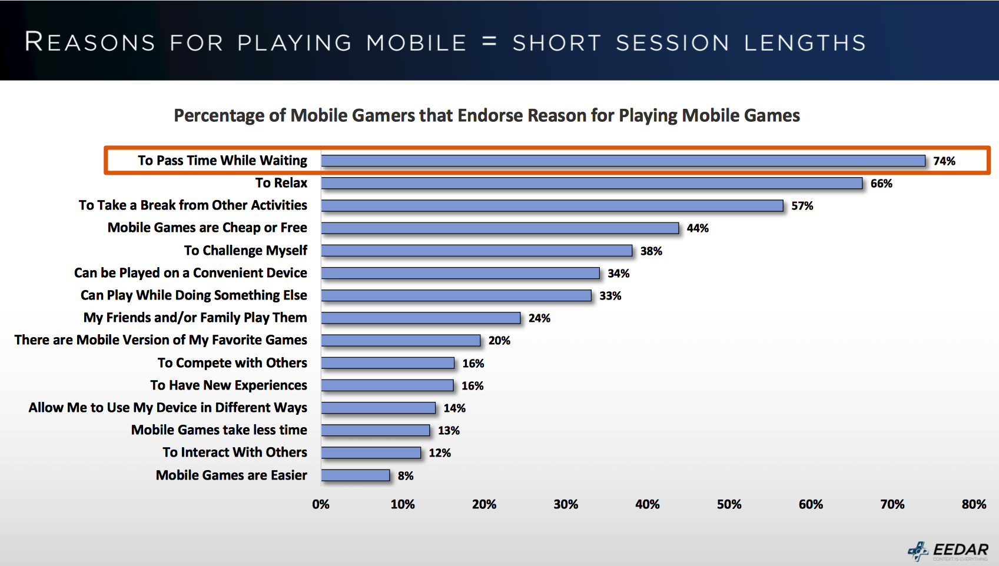 REASONS FOR PLAYING MOBILE = SHORT SESSION LENGTHS
Percentage of Mobile Gamers that Endorse Reason for Playing Mobile Games
To Pass Time While Waiting 74%
To Relax 66%
To Take a Break from Other Activities 57%
Mobile Games are Cheap or Free 44%
To Challenge Myself 38%
Can be Played on a Convenient Device 34%
Can Play While Doing Something Else 33%
My Friends and/or Family Play Them 24%
There are Mobile Version of My Favorite Games 20%
To Compete with Others 16%
To Have New Experiences 16%
Allow Me to Use My Device in Different Ways 14%
Mobile Games take less time 13%
To Interact With Others 12%
Mobile Games are Easier 8%
0% 10% 20% 30% 40% 50% 60% 70% 80%
EEDAR
CONTEXT IS EVERYTHING